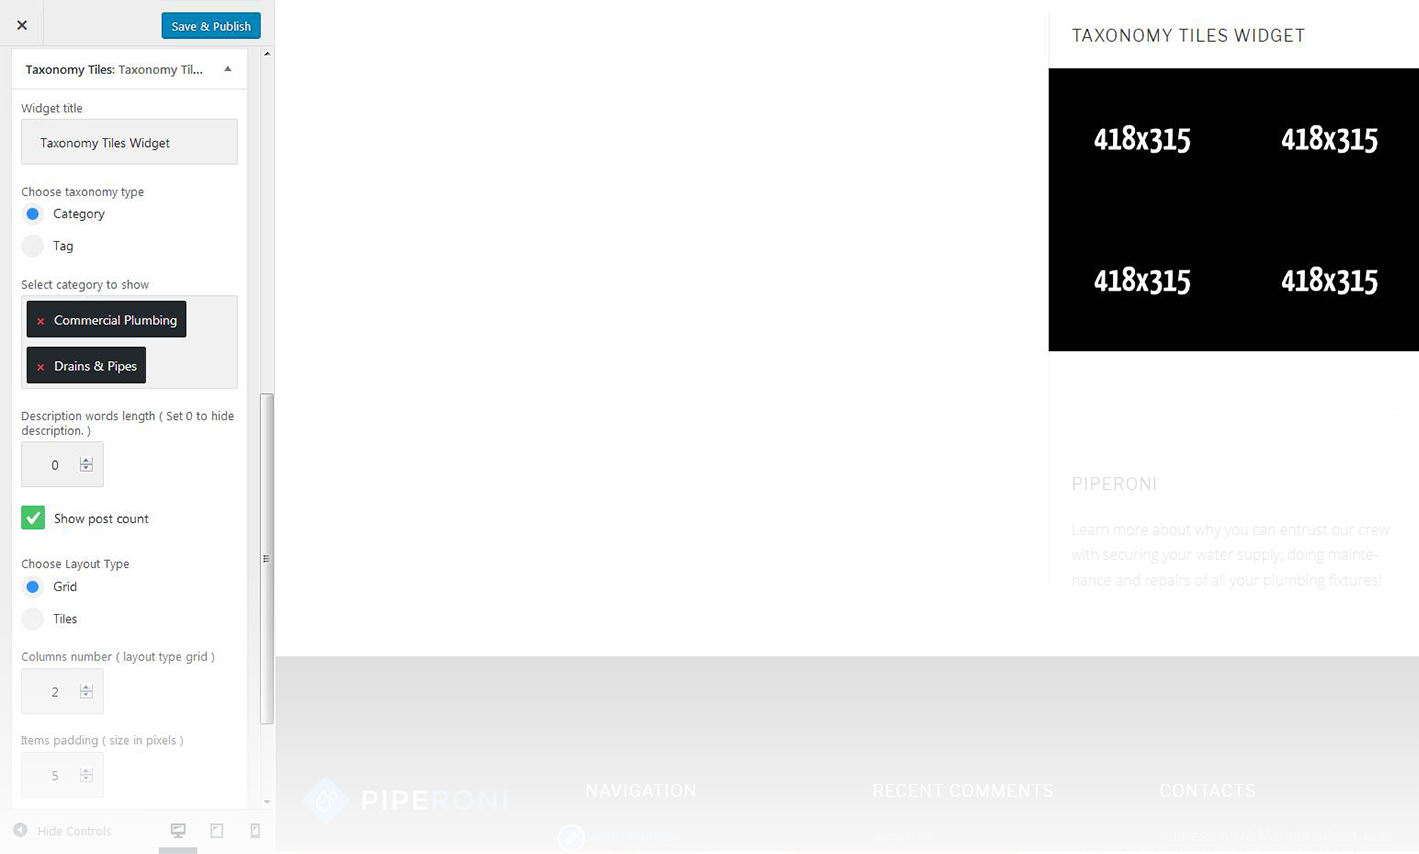 Save & Publish
Taxonomy Tiles: Taxonomy Til...
Widget title
Taxonomy Tiles Widget
Choose taxonomy type
Category
Tag
Select category to show
× Commercial Plumbing
× Drains & Pipes
Description words length ( Set 0 to hide
description. )
0
Show post count
Choose Layout Type
Grid
Tiles
Columns number ( layout type grid )
2
Items padding ( size in pixels )
5
Hide Controls
TAXONOMY TILES WIDGET
418x315 418x315
418x315 418x315
PIPERONI
Learn more about why you can entrust our crew
with securing your water supply, doing mainte-
nance and repairs of all your plumbing fixtures!
PIPERONI
NAVIGATION
RECENT COMMENTS
CONTACTS